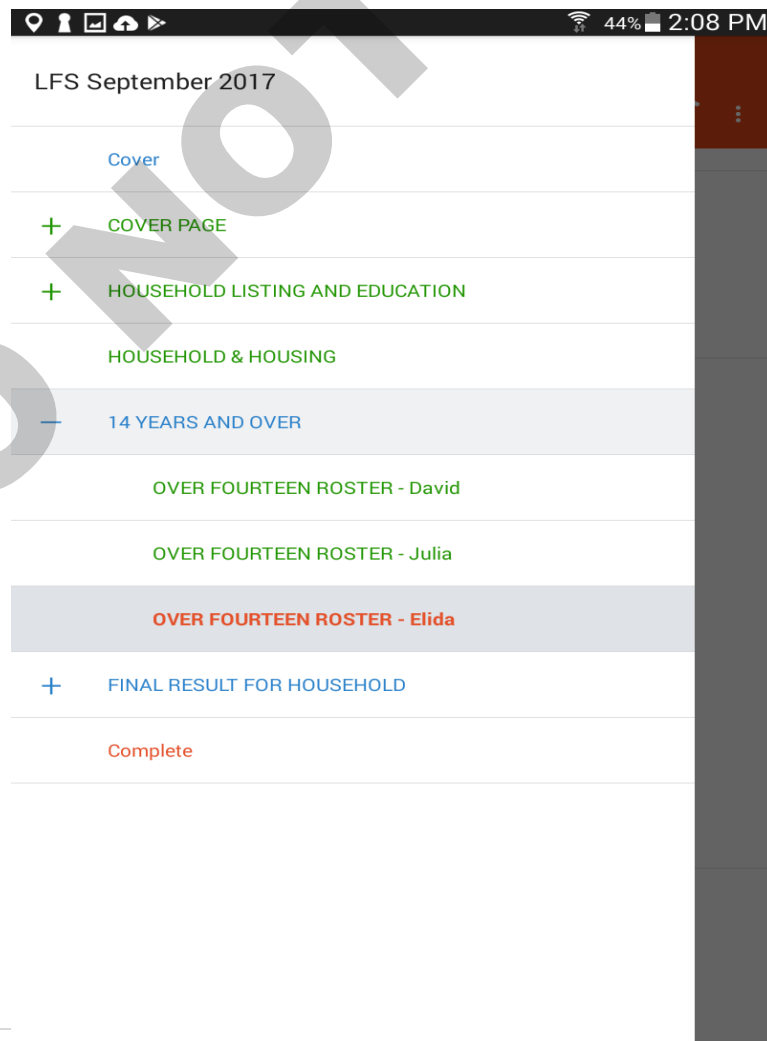 44% 2:08 PM
LFS September 2017
Cover
+ COVER PAGE
+ HOUSEHOLD LISTING AND EDUCATION
HOUSEHOLD & HOUSING
— 14 YEARS AND OVER
OVER FOURTEEN ROSTER - David
OVER FOURTEEN ROSTER - Julia
OVER FOURTEEN ROSTER - Elida
+ FINAL RESULT FOR HOUSEHOLD
Complete
NOT